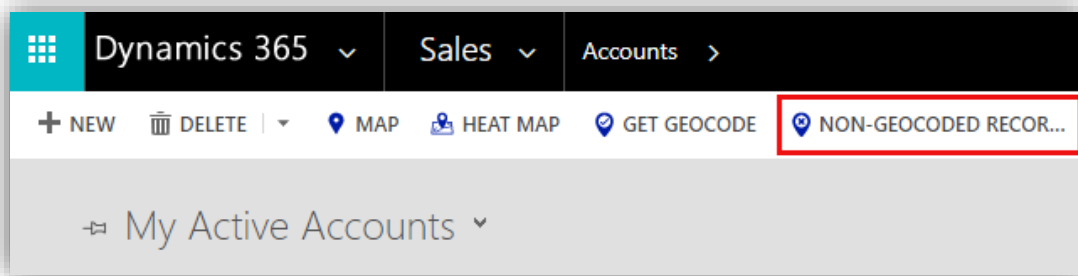 Dynamics 365 Sales Accounts
NEW DELETE MAP HEAT MAP GET GEOCODE NON-GEOCODED RECOR...
My Active Accounts